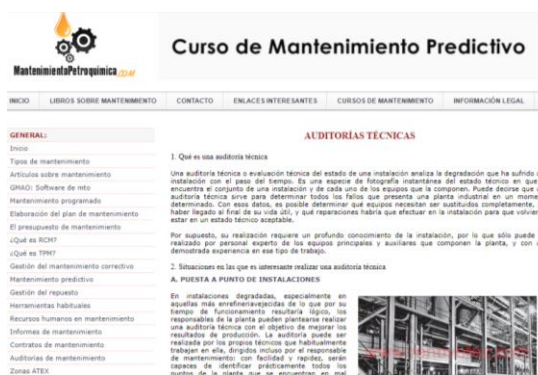 MantenimientoPetroquimica.COM
Curso de Mantenimiento Predictivo
INICIO LIBROS SOBRE MANTENIMIENTO CONTACTO ENLACES INTERESANTES CURSOS DE MANTENIMIENTO INFORMACIÓN LEGAL
GENERAL:
Inicio
Tipos de mantenimiento
Artículos sobre mantenimiento
GMAO: Software de mto
Mantenimiento programado
Elaboración del plan de mantenimiento
El presupuesto de mantenimiento
¿Qué es RCM?
¿Qué es TPM?
Gestión del mantenimiento correctivo
Mantenimiento predictivo
Gestión del repuesto
Herramientas habituales
Recursos humanos en mantenimiento
Informes de mantenimiento
Contratos de mantenimiento
Auditorías de mantenimiento
Zonas ATEX
AUDITORÍAS TÉCNICAS
1. Qué es una auditoría técnica
Una auditoría técnica o evaluación técnica del estado de una instalación analiza la degradación que ha sufrido
instalación con el paso del tiempo. Es una especie de fotografía instantánea del estado técnico en que
encuentra el conjunto de una instalación y de cada uno de los equipos que la componen. Puede decirse que
auditoría técnica sirve para determinar todos los fallos que presenta una planta industrial en un mome
determinado. Con esos datos, es posible determinar qué equipos necesitan ser sustituidos completamente,
haber llegado al final de su vida útil, y qué reparaciones habría que efectuar en la instalación para que volvier
estar en un estado técnico aceptable.
Por supuesto, su realización requiere un profundo conocimiento de la instalación, por lo que sólo puede
realizado por personal experto de los equipos principales y auxiliares que componen la planta, y con
demostrada experiencia en ese tipo de trabajo.
2. Situaciones en las que es interesante realizar una auditoría técnica
A. PUESTA A PUNTO DE INSTALACIONES
En instalaciones degradadas, especialmente en
aquellas más envejecidas de lo que por su
tiempo de funcionamiento resultaría lógico, los
responsables de la planta pueden plantearse realizar
una auditoría técnica con el objetivo de mejorar los
resultados de producción. La auditoría puede ser
realizada por los propios técnicos que habitualmente
trabajan en ella, dirigidos incluso por el responsable
de mantenimiento: con facilidad y rapidez, serán
capaces de identificar prácticamente todos los
puntos de la planta que se encuentran en mal